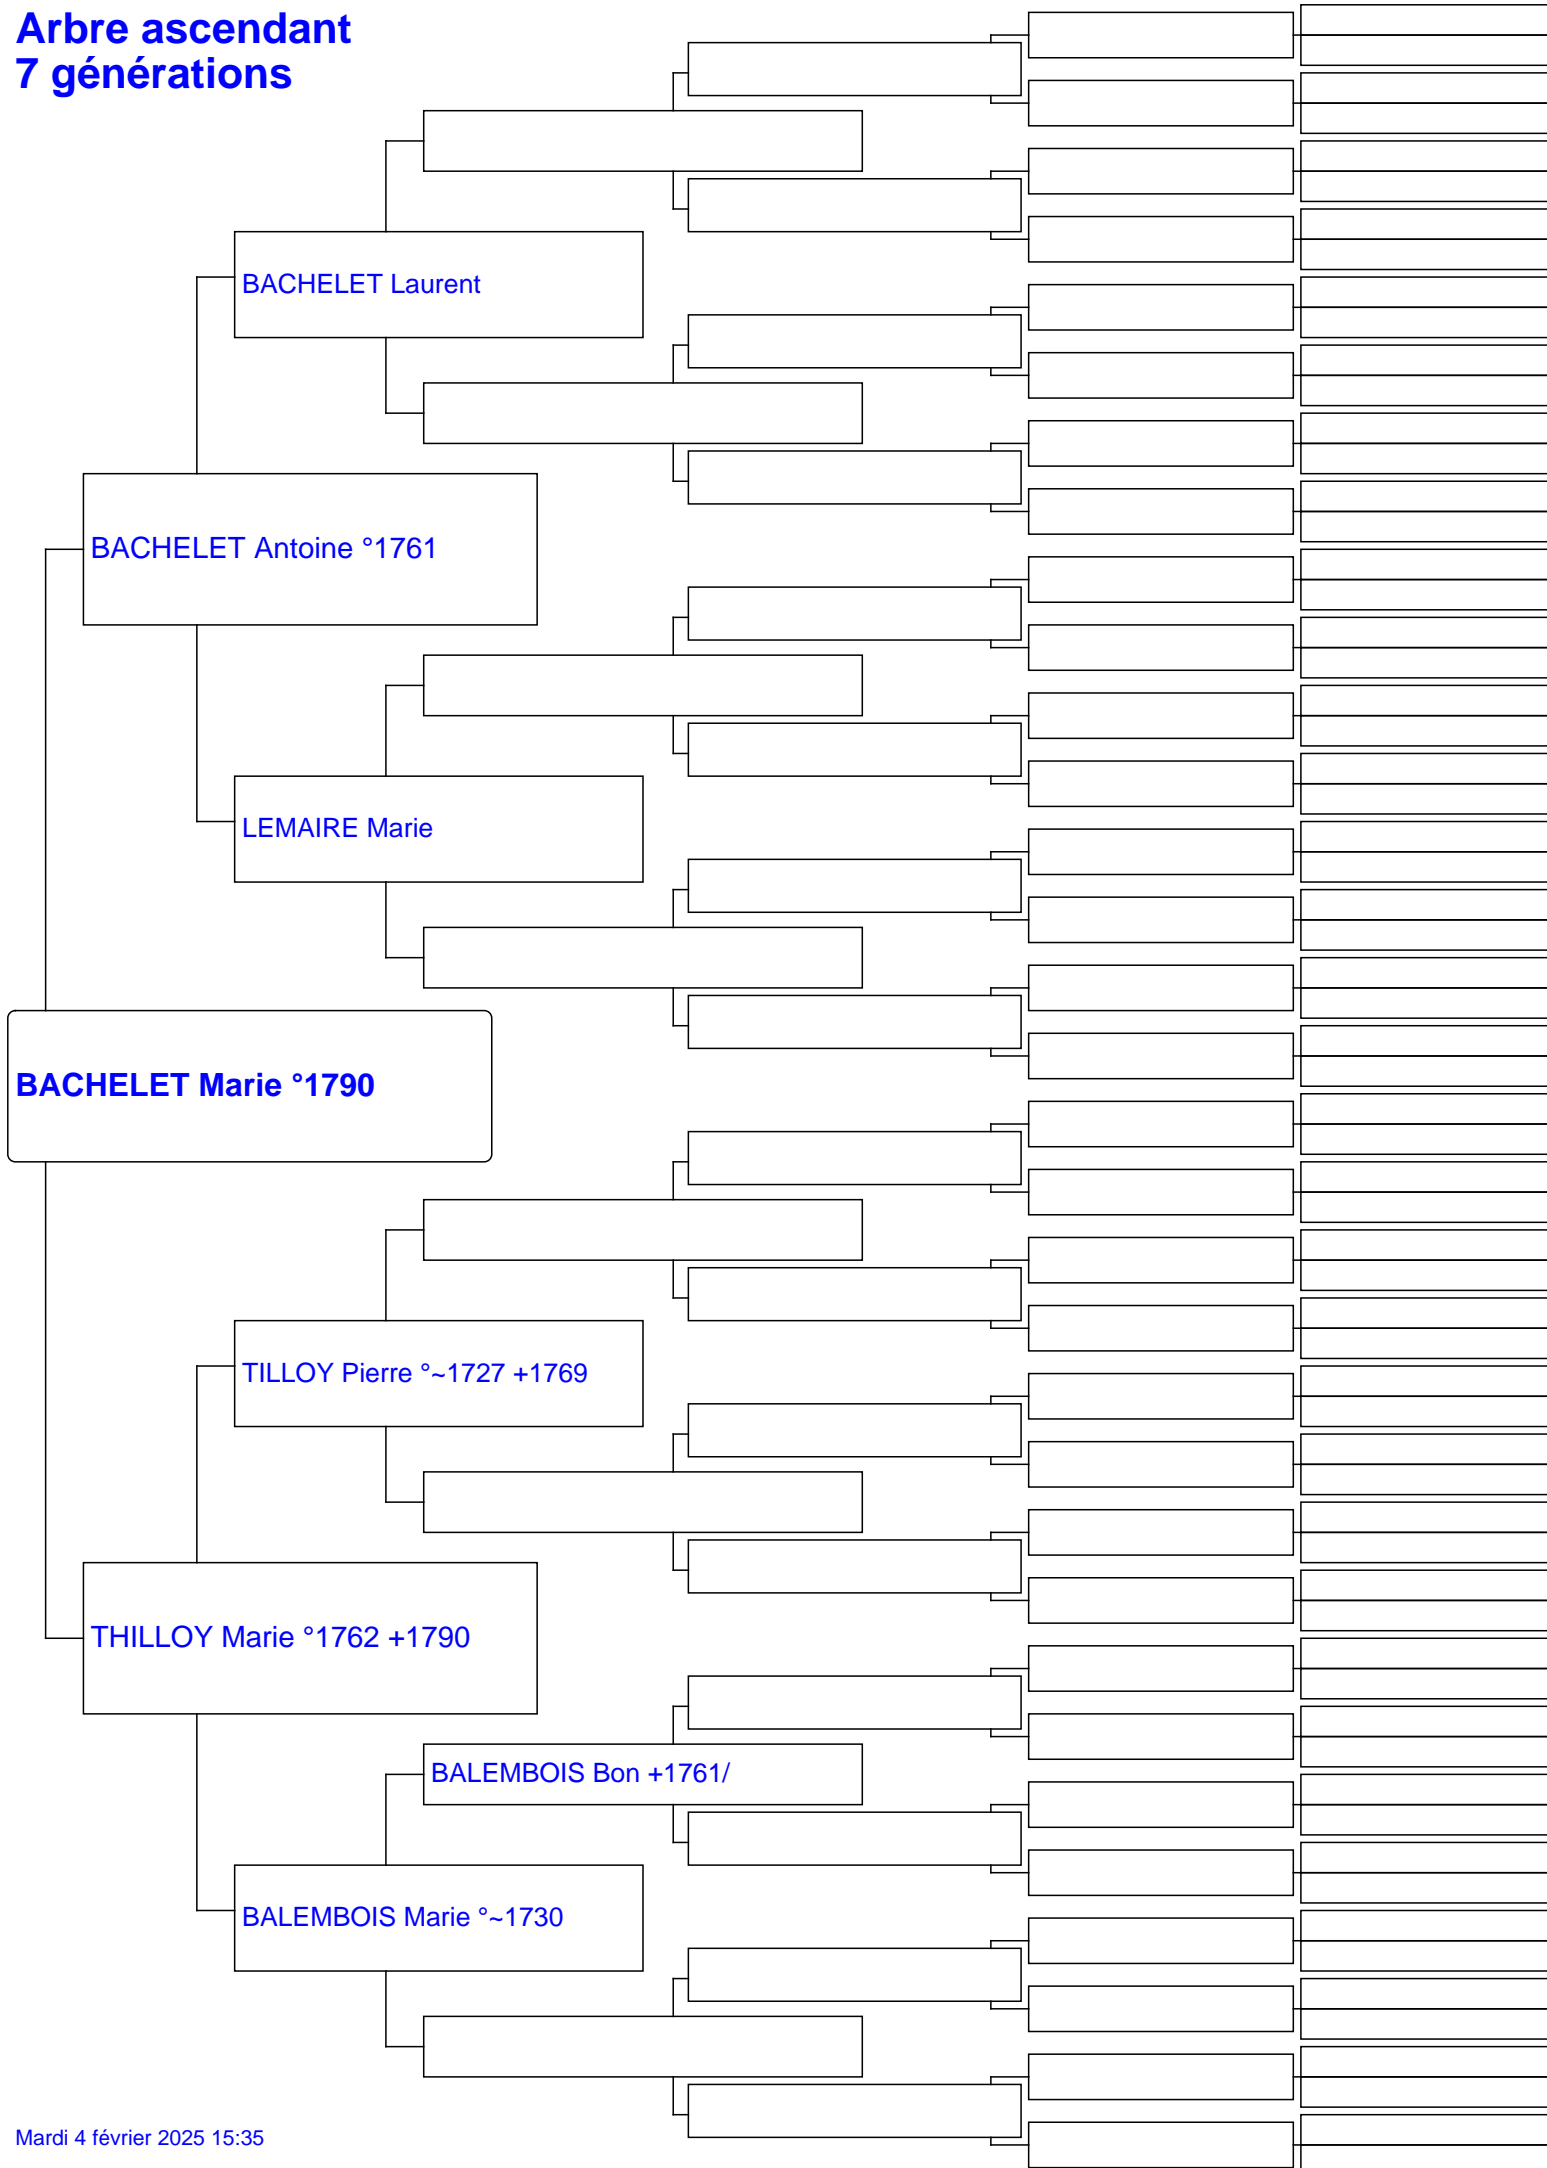 Arbre ascendant
7 générations
BACHELET Laurent
BACHELET Antoine °1761
LEMAIRE Marie
BACHELET Marie °1790
TILLOY Pierre °~1727 +1769
THILLOY Marie °1762 +1790
BALEMBOIS Bon +1761/
BALEMBOIS Marie °~1730
Mardi 4 février 2025 15:35